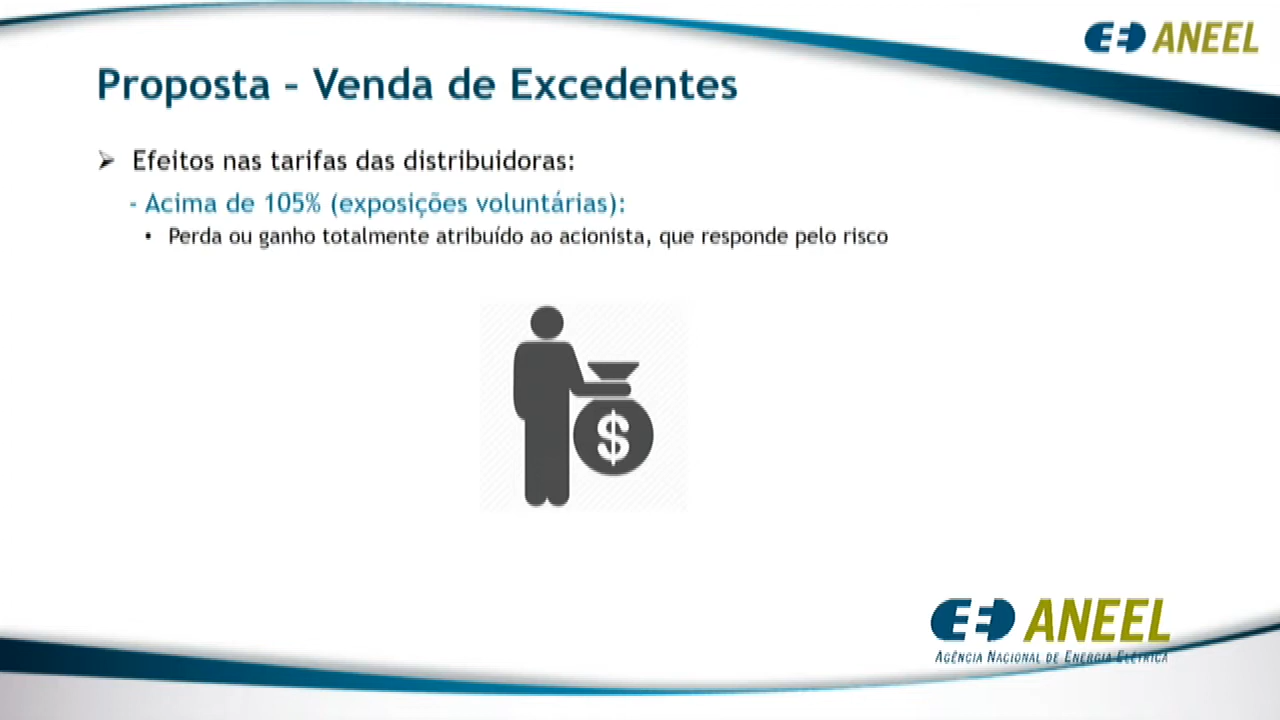 ANEEL
Proposta – Venda de Excedentes
➢ Efeitos nas tarifas das distribuidoras:
- Acima de 105% (exposições voluntárias):
• Perda ou ganho totalmente atribuído ao acionista, que responde pelo risco
$
ANEEL
AGÊNCIA NACIONAL DE ENERGIA ELÉTRICA